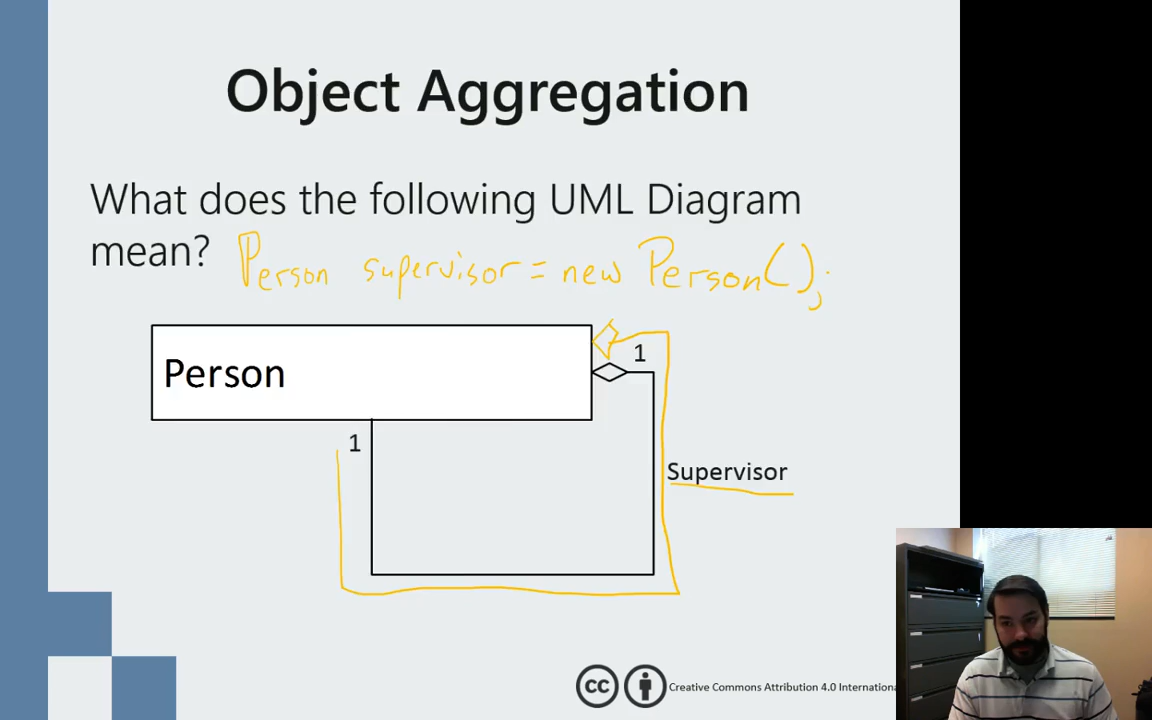 Object Aggregation
What does the following UML Diagram
mean?
Person supervisor = new Person();
Person
1
1
Supervisor
Creative Commons Attribution 4.0 Internationa